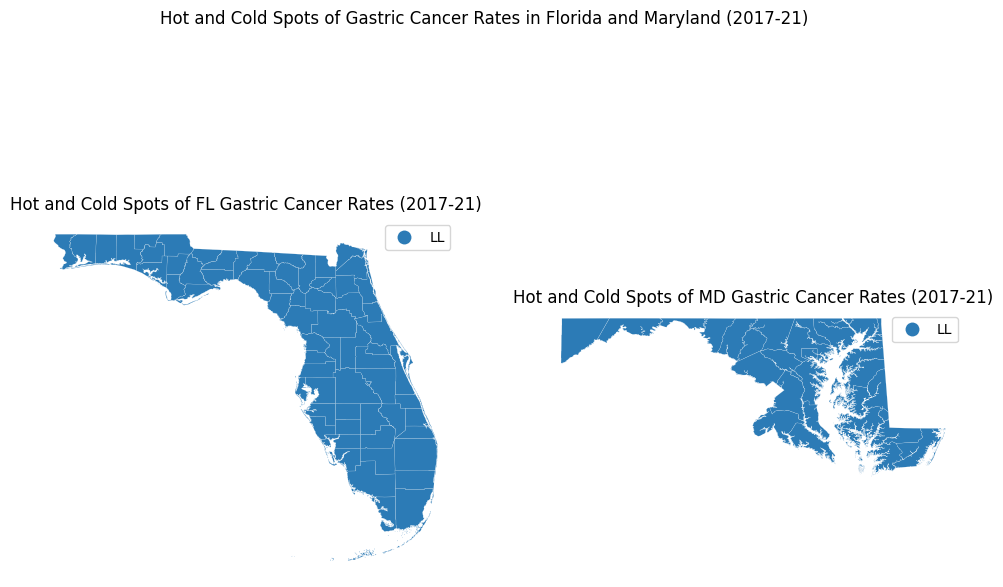 Hot and Cold Spots of Gastric Cancer Rates in Florida and Maryland (2017-21)
Hot and Cold Spots of FL Gastric Cancer Rates (2017-21)
LL
Hot and Cold Spots of MD Gastric Cancer Rates (2017-21)
LL